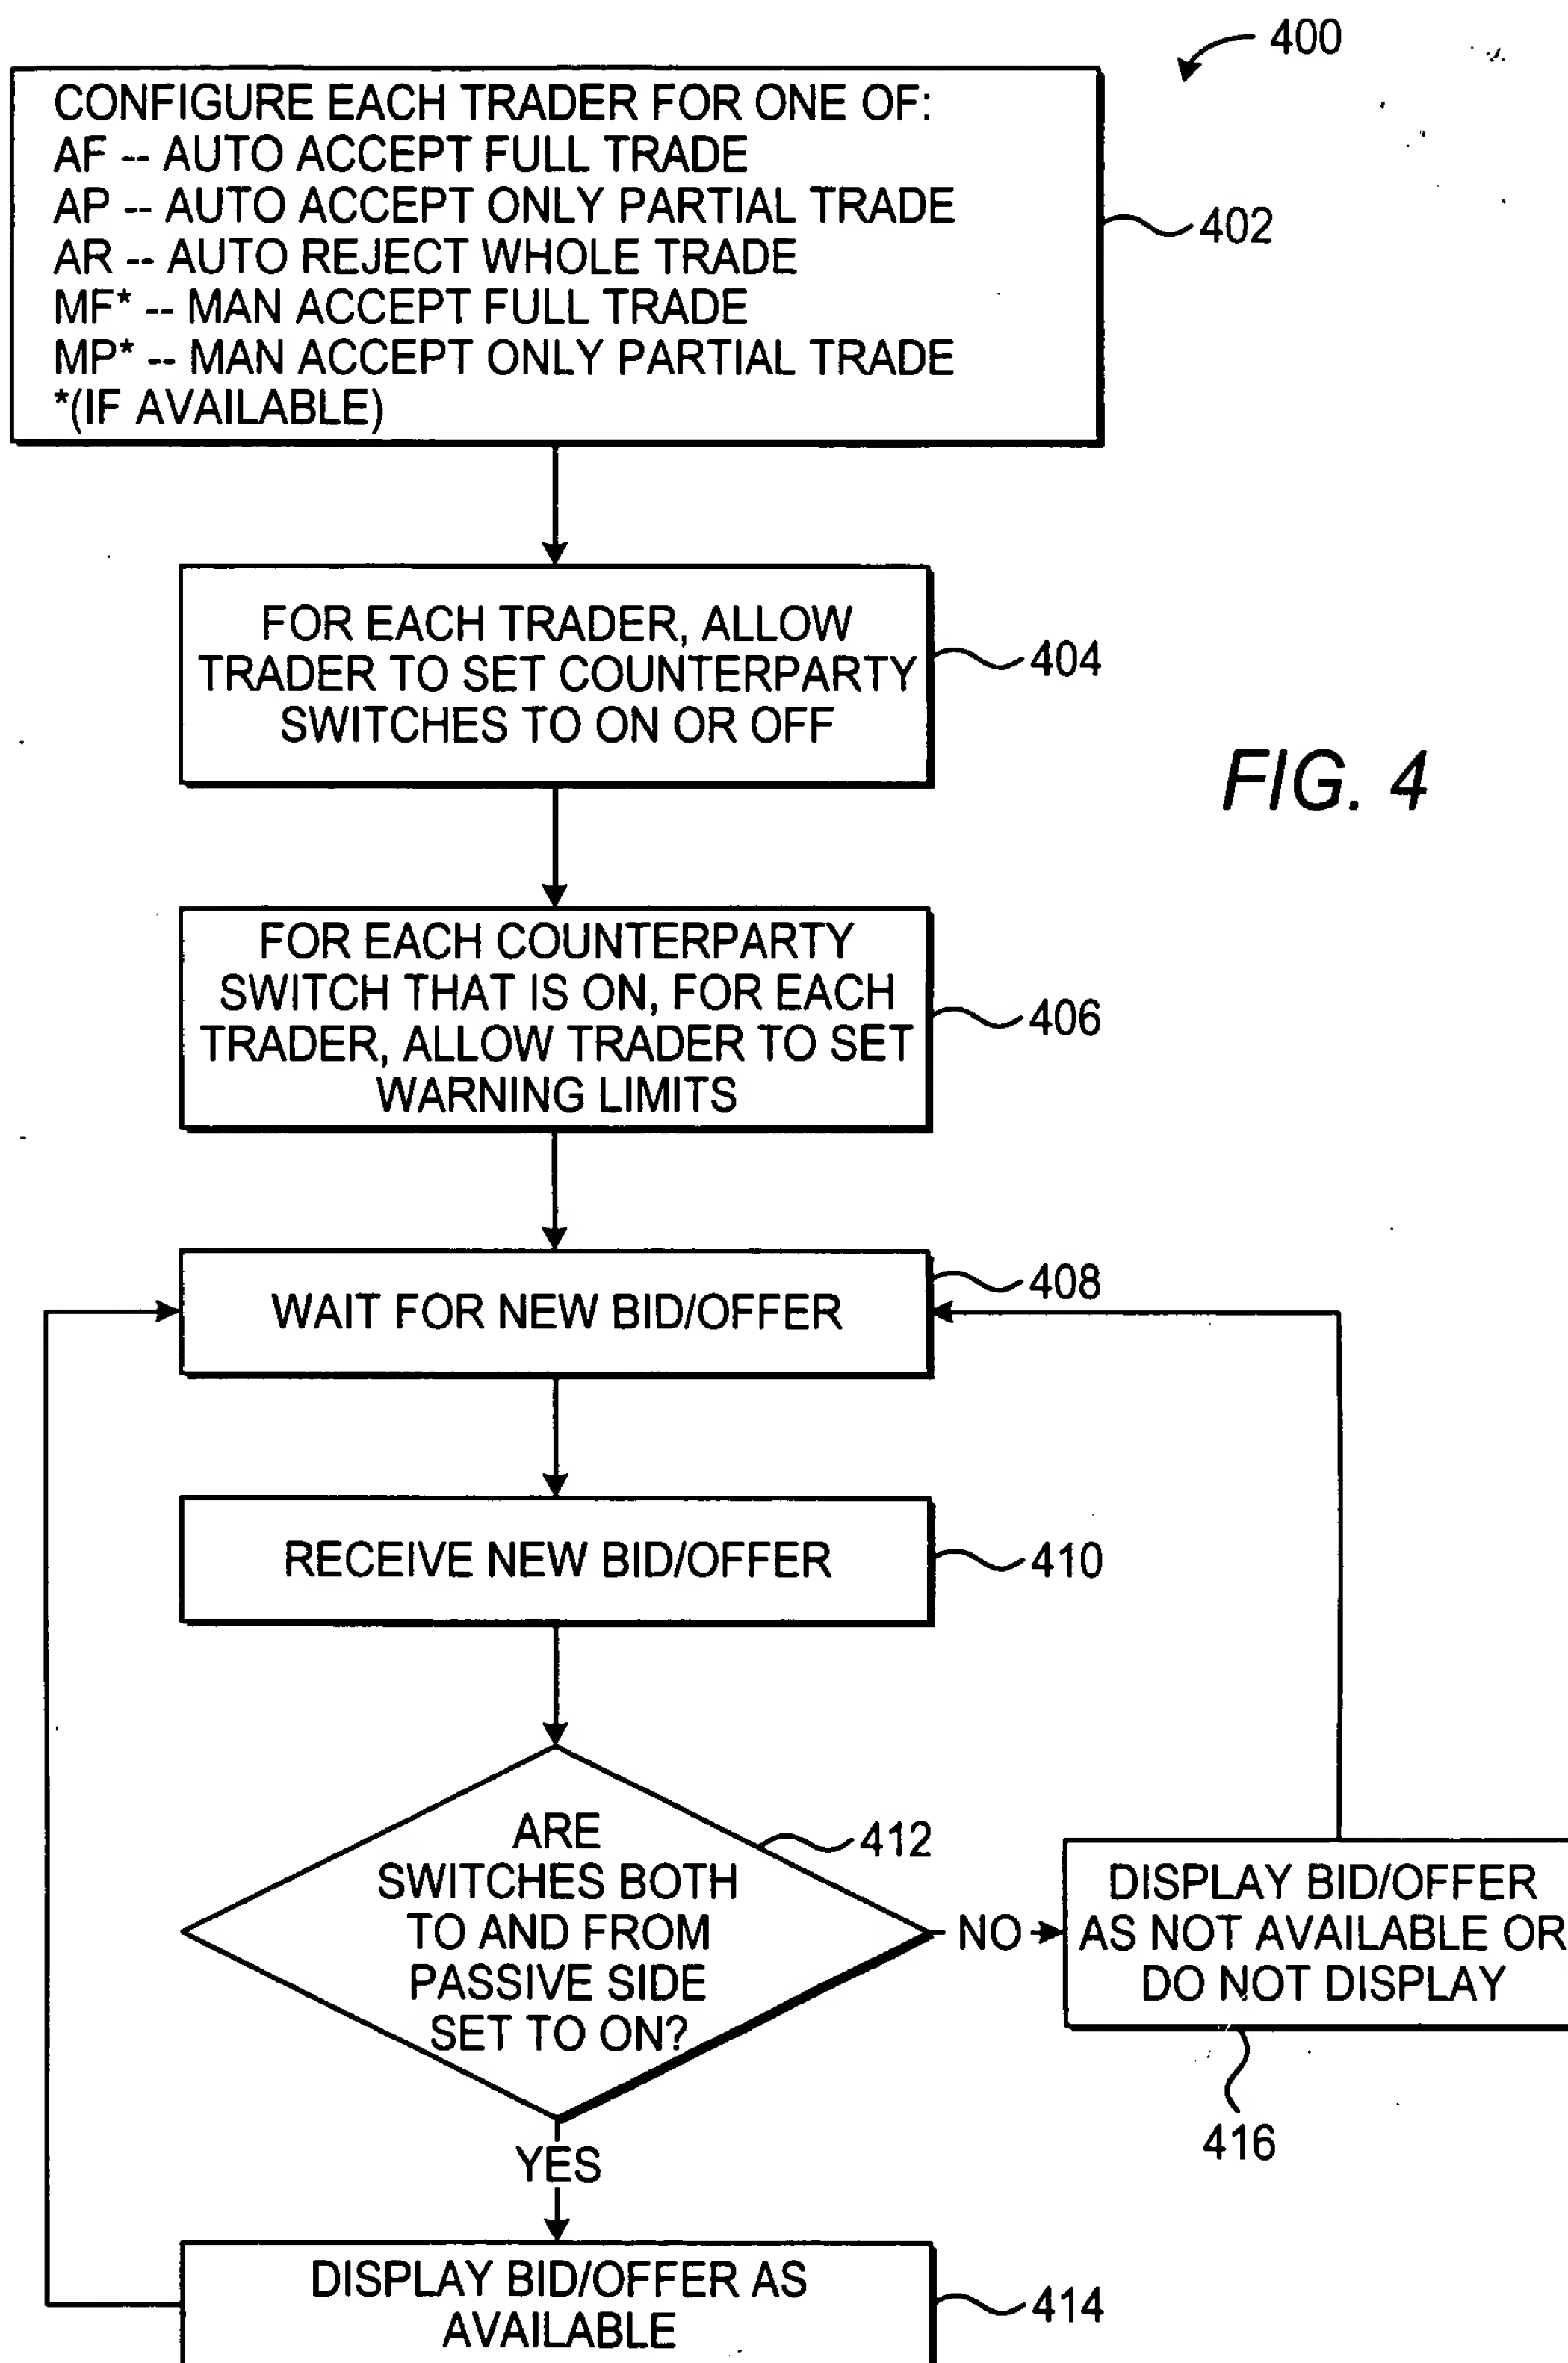 400
CONFIGURE EACH TRADER FOR ONE OF:
AF -- AUTO ACCEPT FULL TRADE
AP -- AUTO ACCEPT ONLY PARTIAL TRADE
AR -- AUTO REJECT WHOLE TRADE
MF* -- MAN ACCEPT FULL TRADE
MP* -- MAN ACCEPT ONLY PARTIAL TRADE
*(IF AVAILABLE)
402
FOR EACH TRADER, ALLOW
TRADER TO SET COUNTERPARTY
SWITCHES TO ON OR OFF
404
FIG. 4
FOR EACH COUNTERPARTY
SWITCH THAT IS ON, FOR EACH
TRADER, ALLOW TRADER TO SET
WARNING LIMITS
406
WAIT FOR NEW BID/OFFER
408
RECEIVE NEW BID/OFFER
410
ARE
SWITCHES BOTH
TO AND FROM
PASSIVE SIDE
SET TO ON?
412
NO
DISPLAY BID/OFFER
AS NOT AVAILABLE OR
DO NOT DISPLAY
416
YES
DISPLAY BID/OFFER AS
AVAILABLE
414